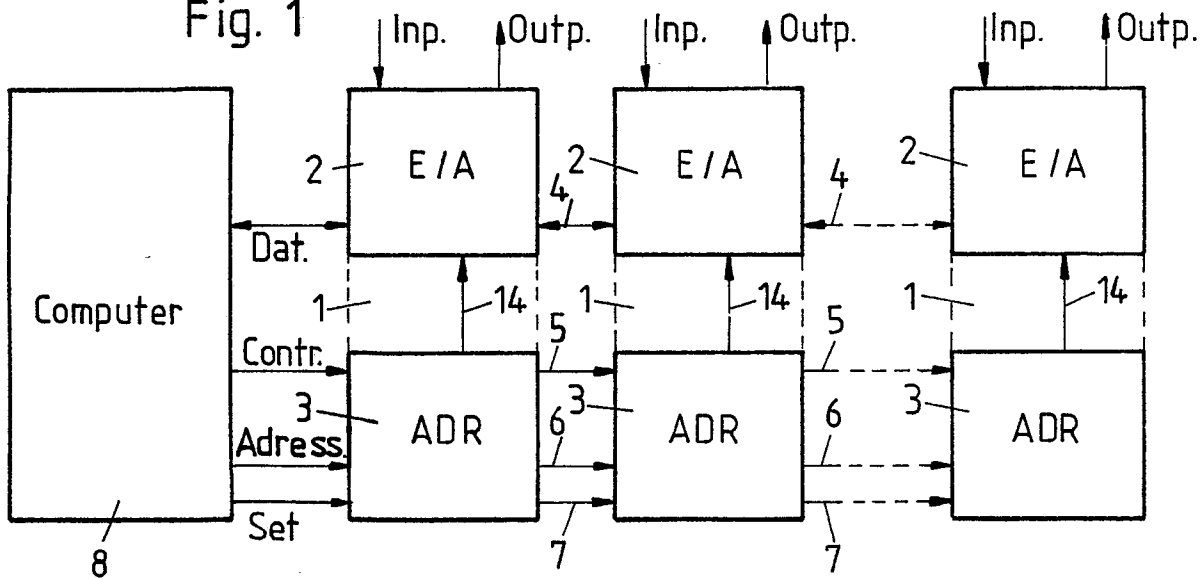 Fig. 1
Inp. Outp. Inp. Outp. Inp. Outp.
2 E/A 2 E/A 2 E/A
4 4
Dat.
Computer
1 14 1 14 1 14
5 5
Contr.
3 ADR 3 ADR 3 ADR
6 6
Adress.
Set
7 7
8